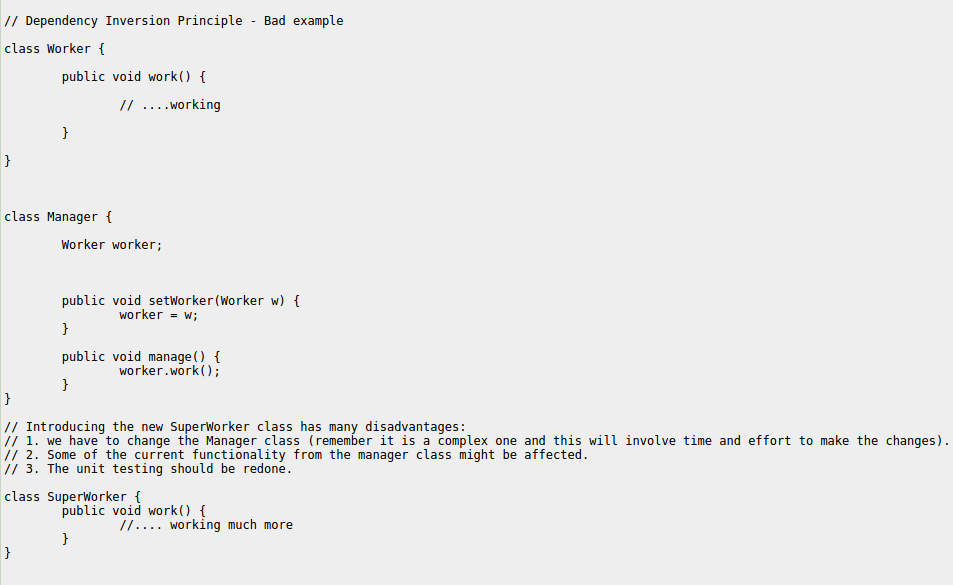 // Dependency Inversion Principle - Bad example
class Worker {
public void work() {
// ....working
}
}
class Manager {
Worker worker;
public void setWorker(Worker w) {
worker = w;
}
public void manage() {
worker.work();
}
}
// Introducing the new SuperWorker class has many disadvantages:
// 1. we have to change the Manager class (remember it is a complex one and this will involve time and effort to make the changes).
// 2. Some of the current functionality from the manager class might be affected.
// 3. The unit testing should be redone.
class SuperWorker {
public void work() {
//.... working much more
}
}